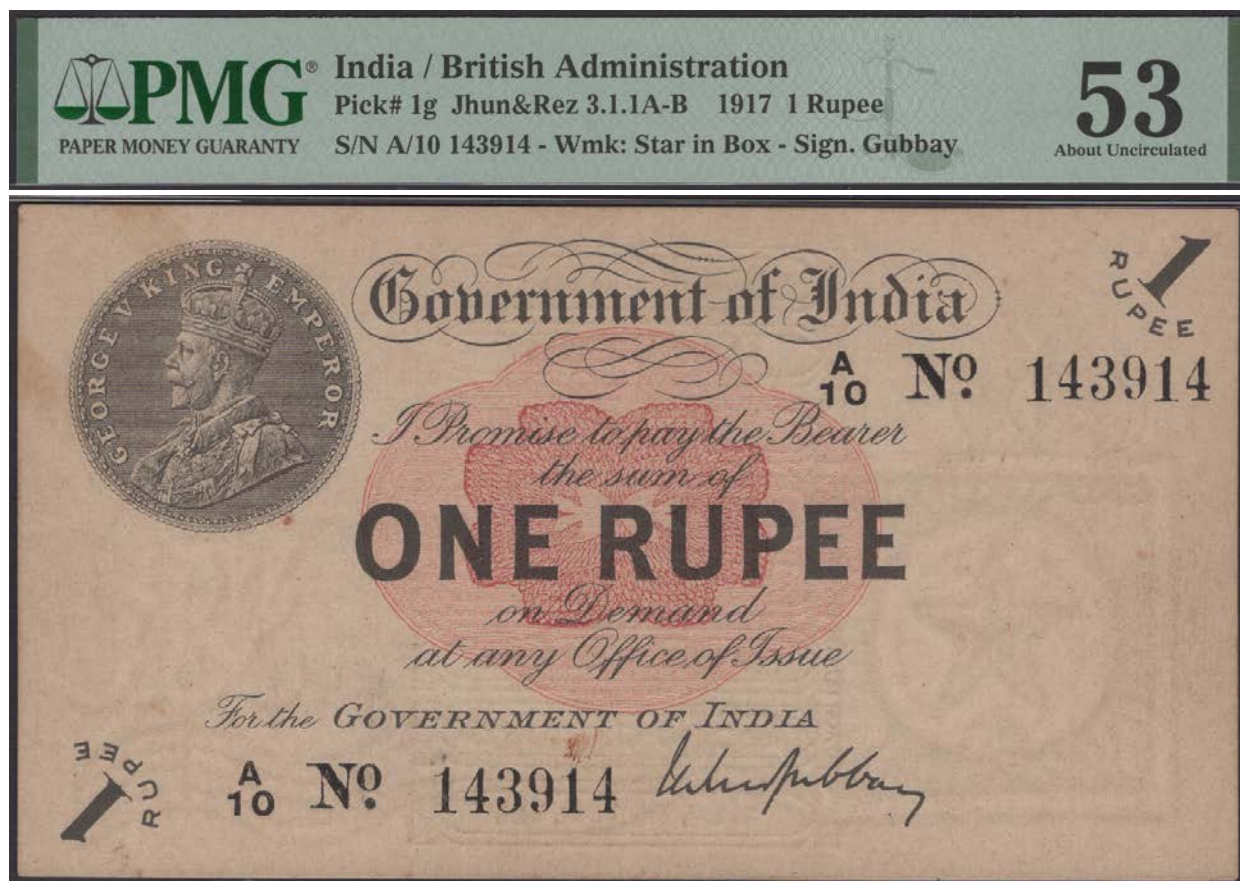 PMG®
PAPER MONEY GUARANTY
India / British Administration
Pick# 1g Jhun&Rez 3.1.1A-B 1917 1 Rupee
S/N A/10 143914 - Wmk: Star in Box - Sign. Gubbay
53
About Uncirculated
GEORGE V KING EMPEROR
Government of India
1
RUPEE
A/10 No 143914
I Promise to pay the Bearer
the sum of
ONE RUPEE
on Demand
at any Office of Issue
For the GOVERNMENT OF INDIA
1
RUPEE
A/10 No 143914